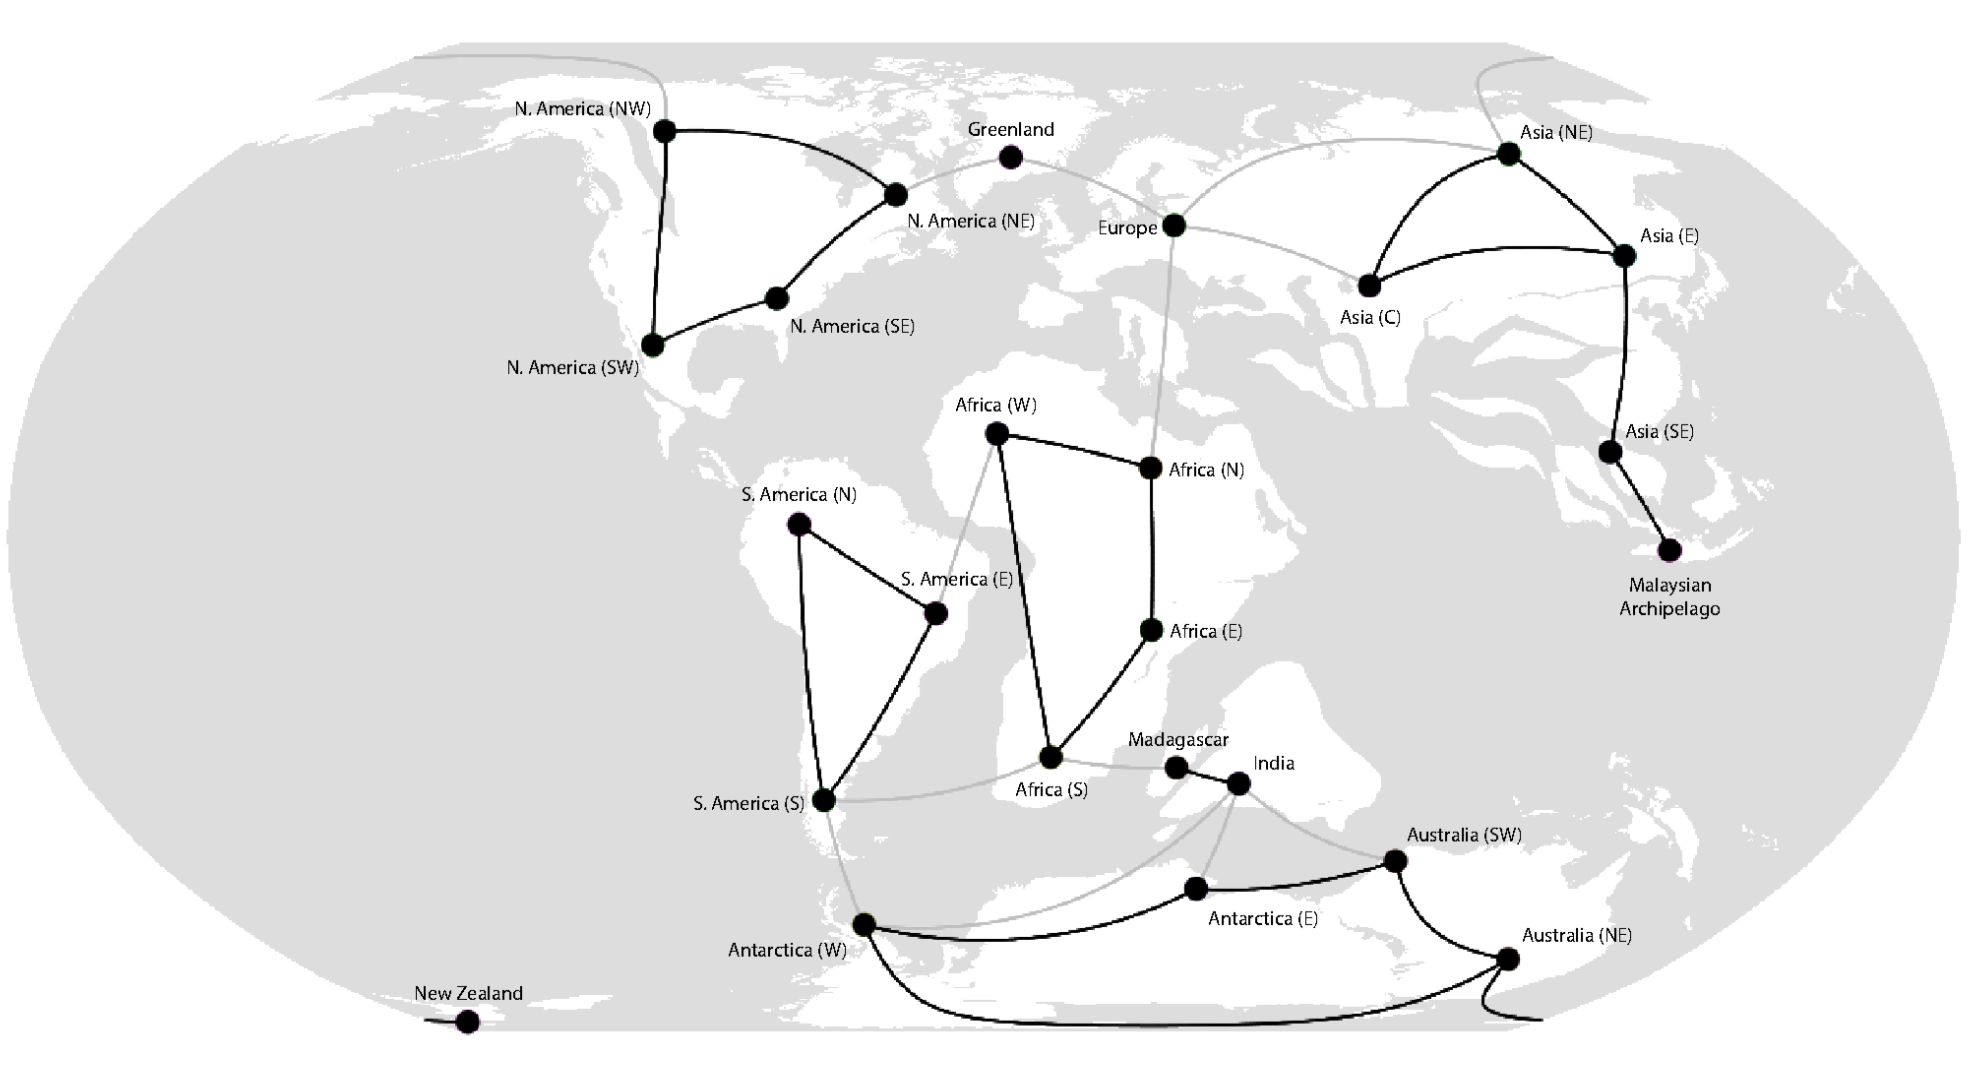 N. America (NW)
Greenland
Asia (NE)
N. America (NE)
Europe
Asia (E)
Asia (C)
N. America (SE)
N. America (SW)
Africa (W)
Asia (SE)
Africa (N)
S. America (N)
S. America (E)
Malaysian
Archipelago
Africa (E)
Madagascar
India
Africa (S)
S. America (S)
Australia (SW)
Antarctica (E)
Australia (NE)
Antarctica (W)
New Zealand